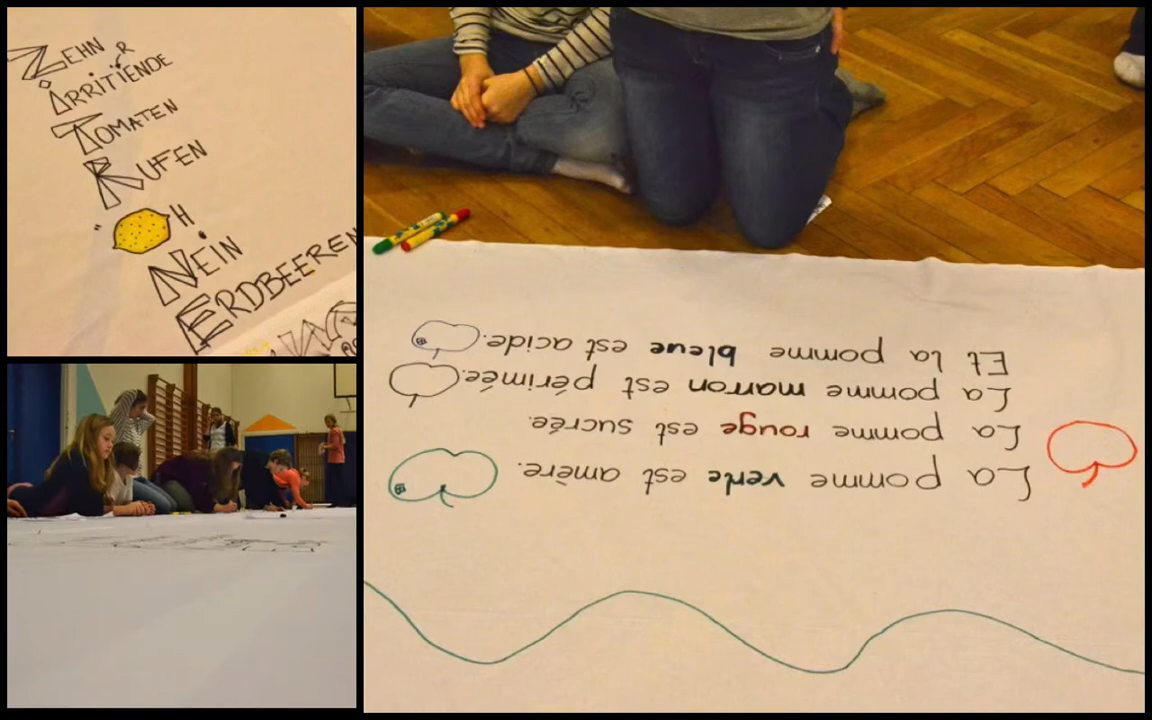 ZEHN
IRRITIERENDE
TOMATEN
RUFEN
"OH
NEIN
ERDBEEREN
La pomme verte est amère.
La pomme rouge est sucrée.
La pomme marron est périmée.
Et la pomme bleue est acide.